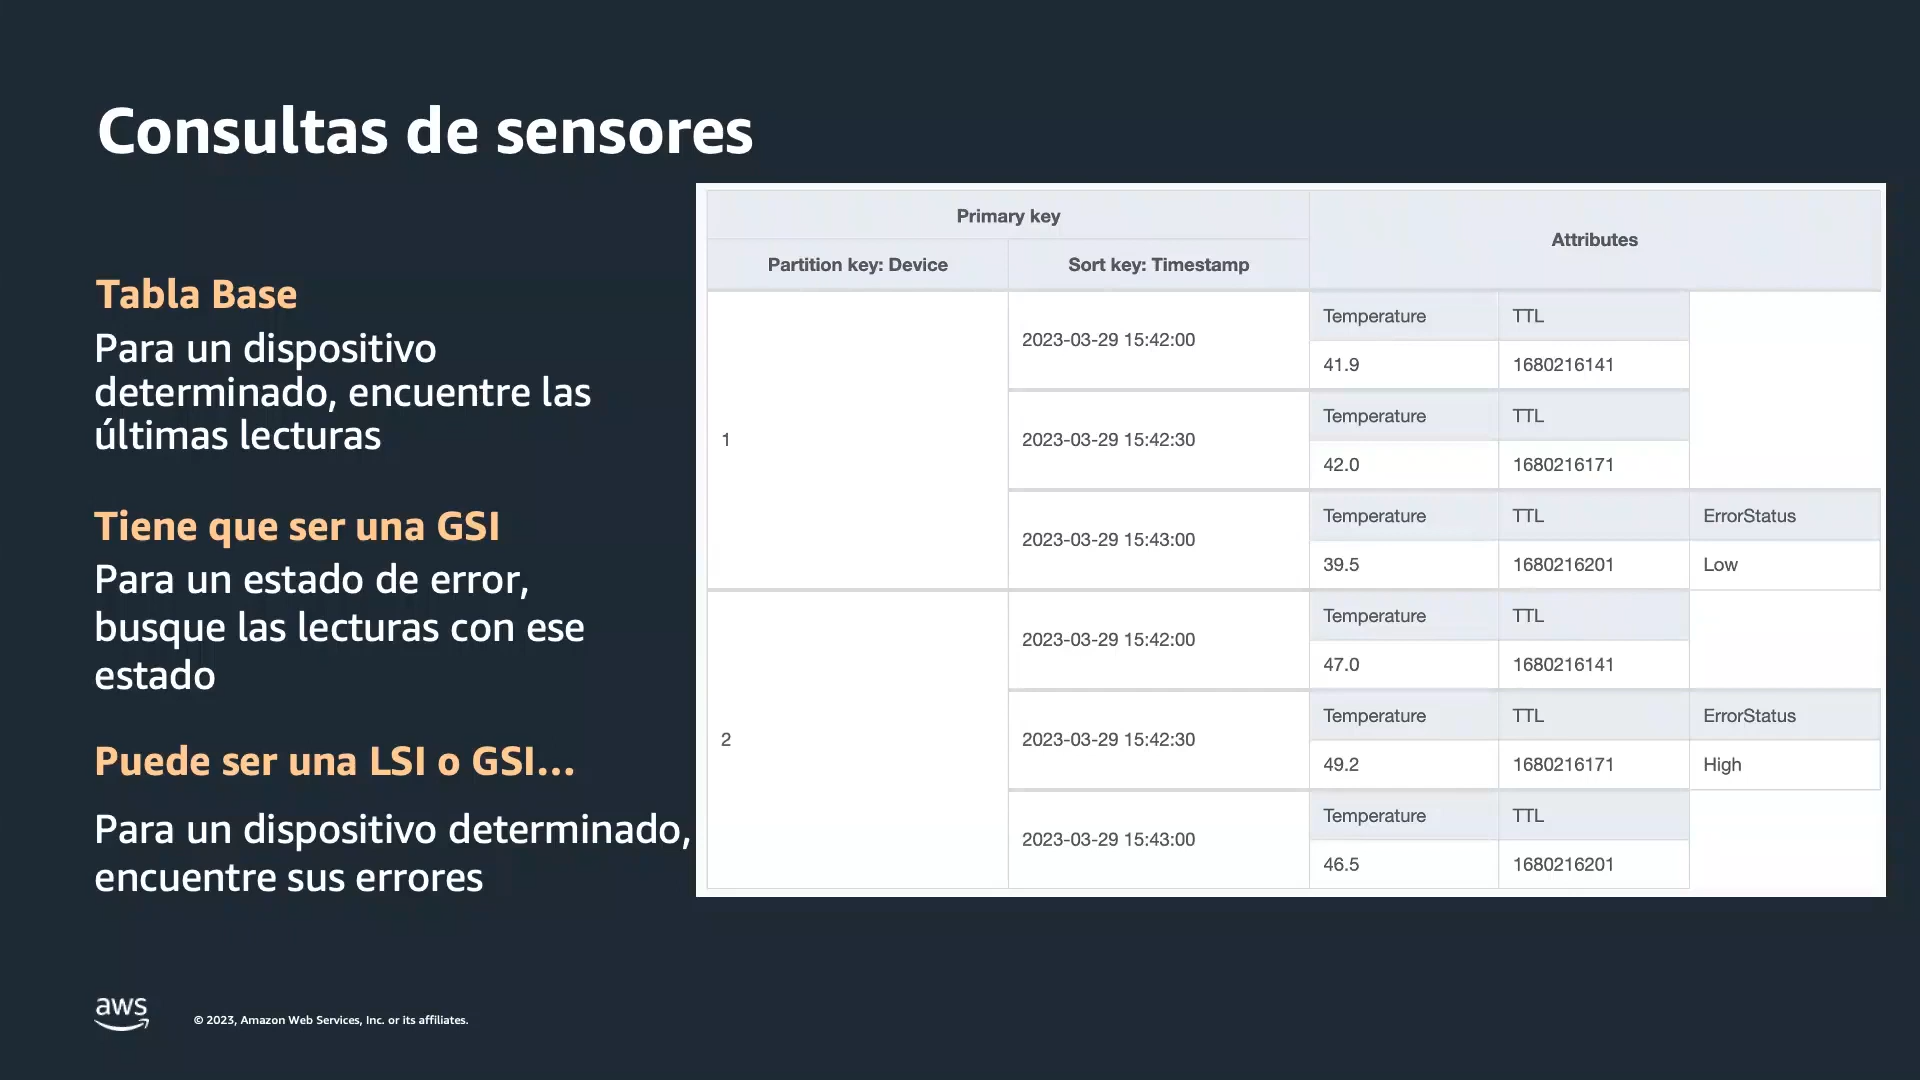 Consultas de sensores
Tabla Base
Para un dispositivo
determinado, encuentre las
últimas lecturas
Tiene que ser una GSI
Para un estado de error,
busque las lecturas con ese
estado
Puede ser una LSI o GSI...
Para un dispositivo determinado,
encuentre sus errores
Primary key
Attributes
Partition key: Device
Sort key: Timestamp
1
2023-03-29 15:42:00
Temperature
TTL
41.9
1680216141
2023-03-29 15:42:30
Temperature
TTL
42.0
1680216171
2023-03-29 15:43:00
Temperature
TTL
ErrorStatus
39.5
1680216201
Low
2
2023-03-29 15:42:00
Temperature
TTL
47.0
1680216141
2023-03-29 15:42:30
Temperature
TTL
ErrorStatus
49.2
1680216171
High
2023-03-29 15:43:00
Temperature
TTL
46.5
1680216201
aws
© 2023, Amazon Web Services, Inc. or its affiliates.